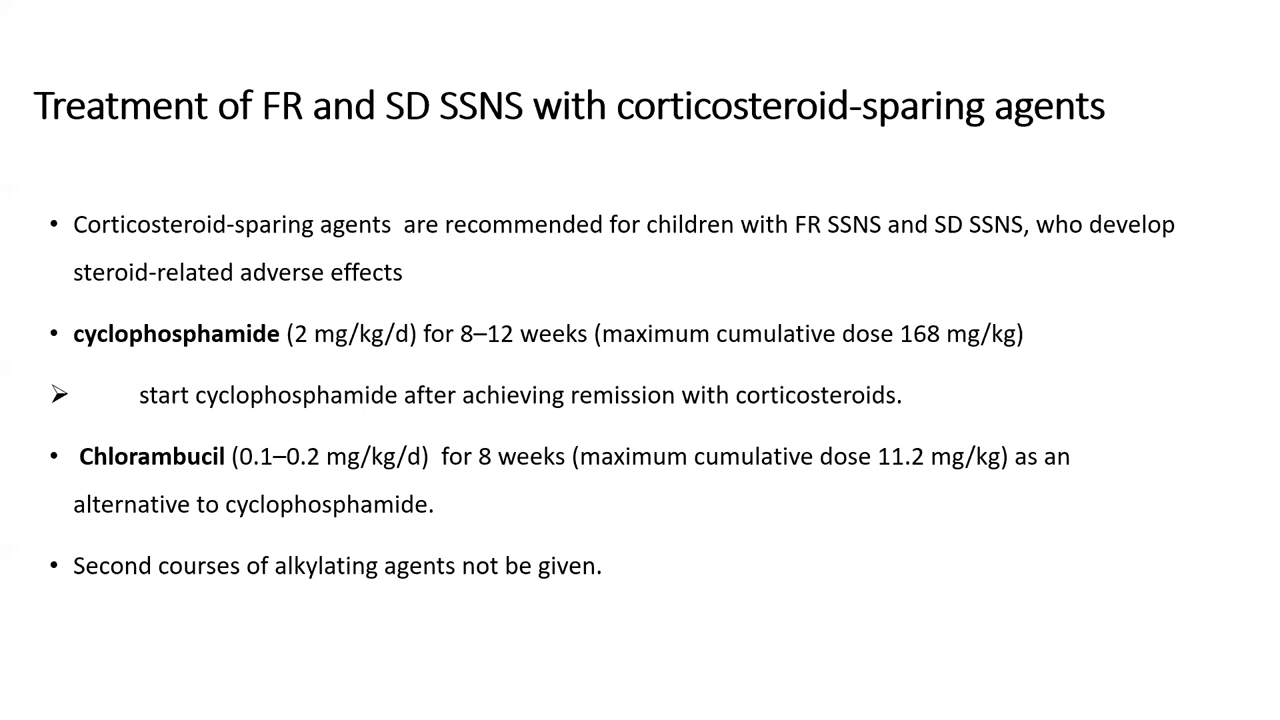 Treatment of FR and SD SSNS with corticosteroid-sparing agents
• Corticosteroid-sparing agents  are recommended for children with FR SSNS and SD SSNS, who develop
steroid-related adverse effects
• cyclophosphamide (2 mg/kg/d) for 8–12 weeks (maximum cumulative dose 168 mg/kg)
➢ start cyclophosphamide after achieving remission with corticosteroids.
• Chlorambucil (0.1–0.2 mg/kg/d)  for 8 weeks (maximum cumulative dose 11.2 mg/kg) as an
alternative to cyclophosphamide.
• Second courses of alkylating agents not be given.